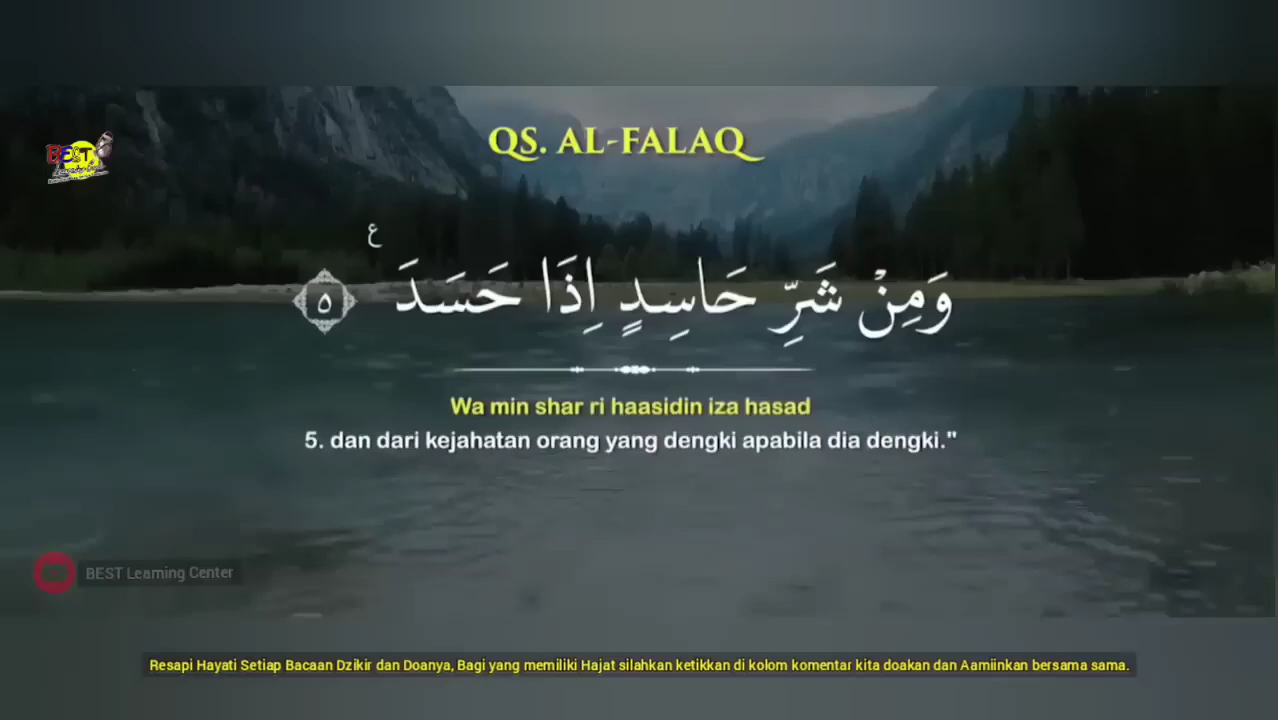 BEST
QS. AL-FALAQ
ع
وَمِنْ شَرِّ حَاسِدٍ اِذَا حَسَدَ ٥
Wa min shar ri haasidin iza hasad
5. dan dari kejahatan orang yang dengki apabila dia dengki."
BEST Learning Center
Resapi Hayati Setiap Bacaan Dzikir dan Doanya, Bagi yang memiliki Hajat silahkan ketikkan di kolom komentar kita doakan dan Aamiinkan bersama sama.